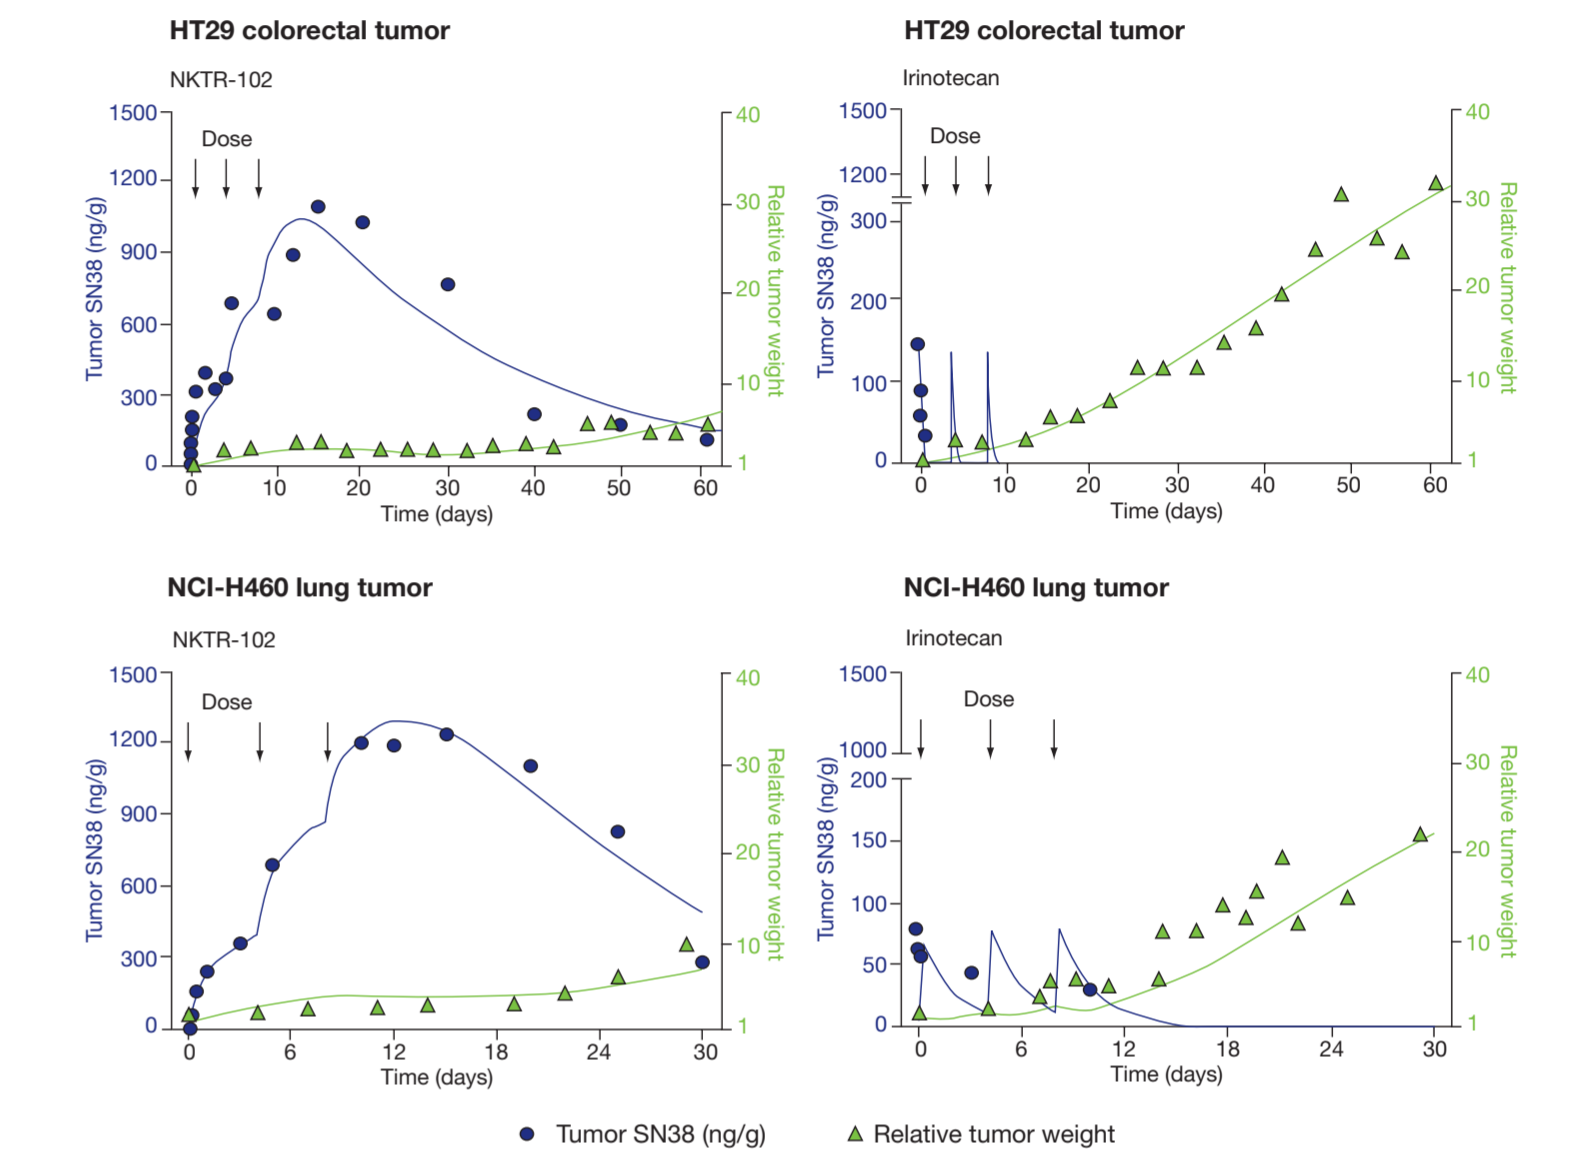 HT29 colorectal tumor
NKTR-102
Dose
1500
1200
900
600
300
0
Tumor SN38 (ng/g)
40
30
20
10
1
Relative tumor weight
0 10 20 30 40 50 60
Time (days)
HT29 colorectal tumor
Irinotecan
Dose
1500
1200
300
200
100
0
Tumor SN38 (ng/g)
40
30
20
10
1
Relative tumor weight
0 10 20 30 40 50 60
Time (days)
NCI-H460 lung tumor
NKTR-102
Dose
1500
1200
900
600
300
0
Tumor SN38 (ng/g)
40
30
20
10
1
Relative tumor weight
0 6 12 18 24 30
Time (days)
NCI-H460 lung tumor
Irinotecan
Dose
1500
1000
200
150
100
50
0
Tumor SN38 (ng/g)
40
30
20
10
1
Relative tumor weight
0 6 12 18 24 30
Time (days)
Tumor SN38 (ng/g) Relative tumor weight